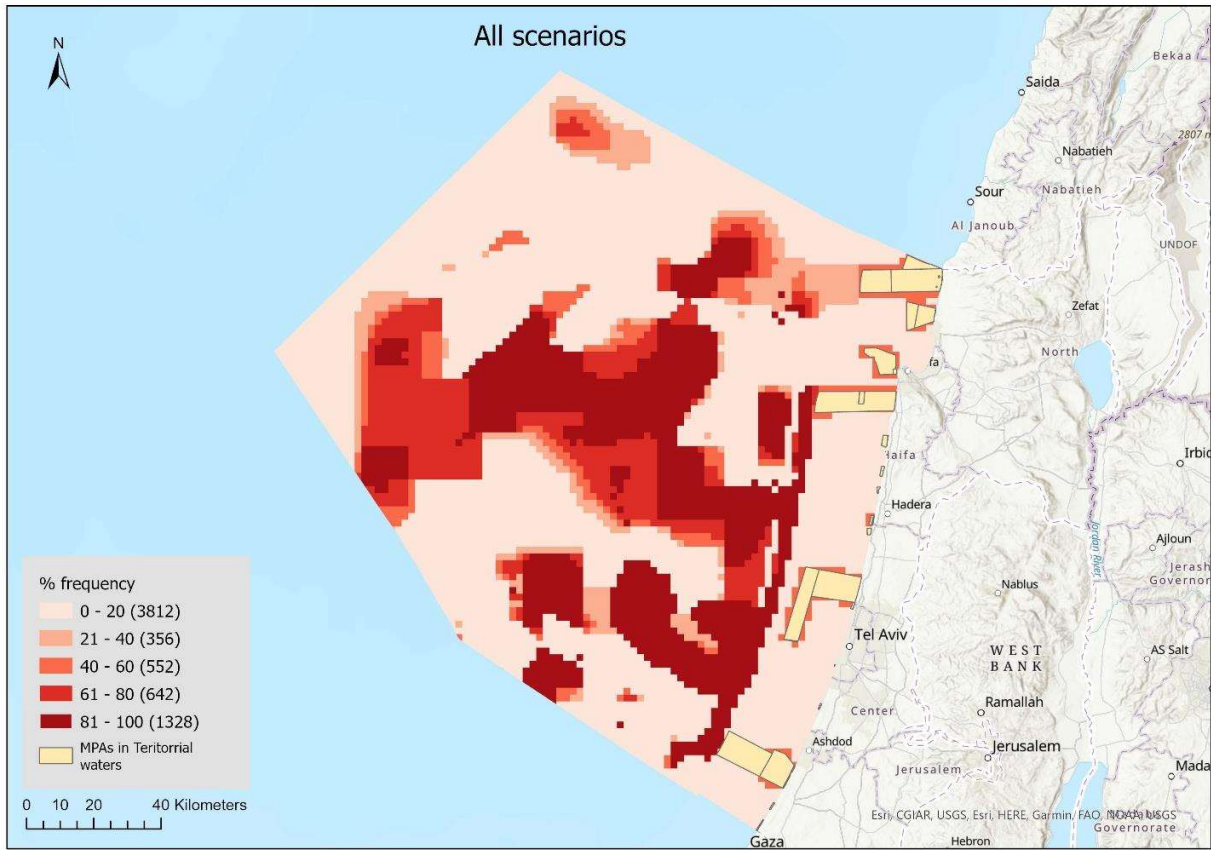 All scenarios
N
Bekaa
Saida
2807 m
Nabatieh
Nabatieh
Sour
Al Janoub
UNDOF
Zefat
North
fa
Haifa
Irbid
Hadera
Ajloun
Jordan River
Jerash
Governor
Nablus
Tel Aviv
WEST
BANK
AS Salt
Ramallah
Center
Ashdod
Jerusalem
Jerusalem
Mada
Esri, CGIAR, USGS, Esri, HERE, Garmin, FAO, NOAA, USGS
Governorate
Hebron
Gaza
% frequency
0 - 20 (3812)
21 - 40 (356)
40 - 60 (552)
61 - 80 (642)
81 - 100 (1328)
MPAs in Teritorrial
waters
0 10 20 40 Kilometers